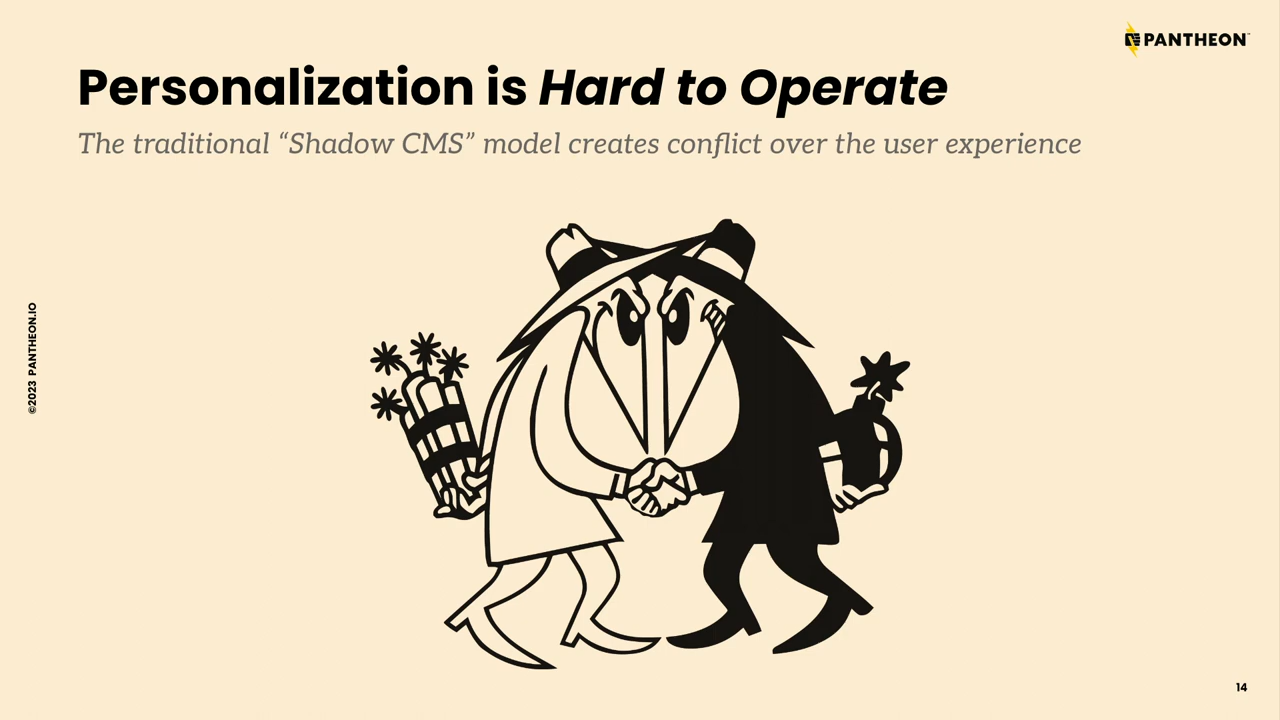 PANTHEON™
Personalization is Hard to Operate
The traditional “Shadow CMS” model creates conflict over the user experience
©2023 PANTHEON.IO
14